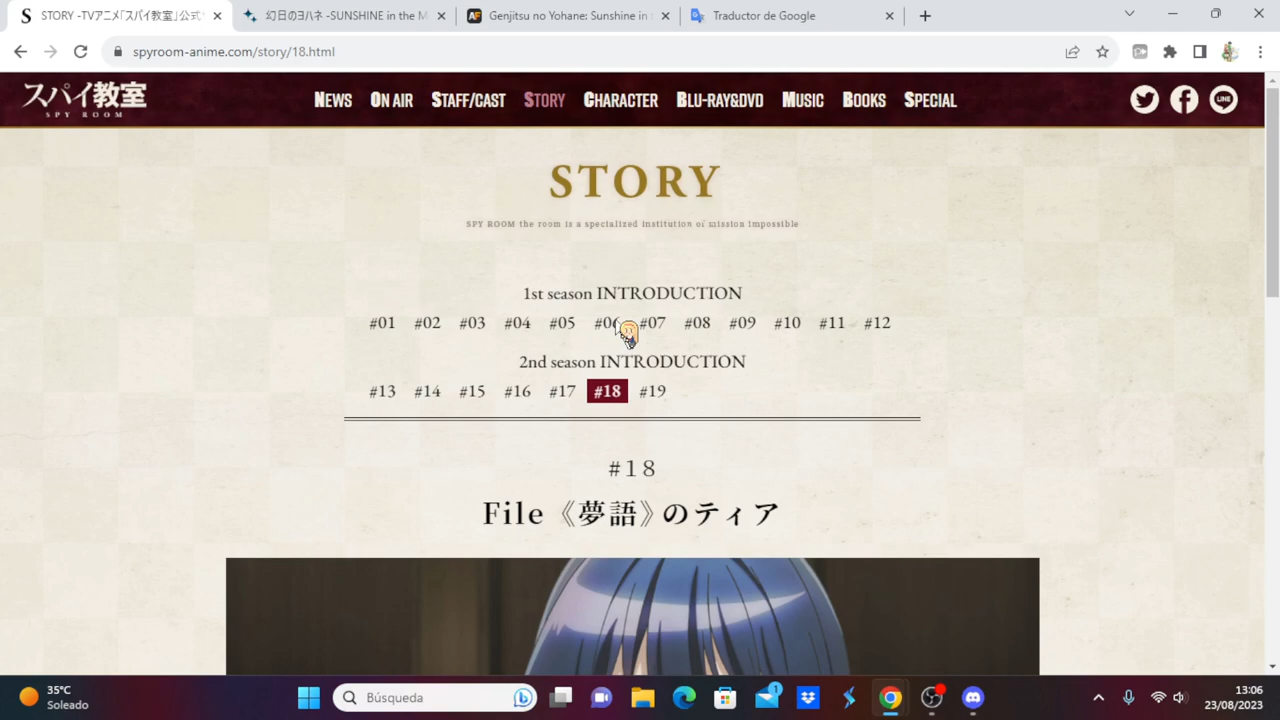 STORY -TVアニメ「スパイ教室」公式
幻日のヨハネ -SUNSHINE in the M
Genjitsu no Yohane: Sunshine in
Traductor de Google
spyroom-anime.com/story/18.html
スパイ教室
SPY ROOM
NEWS ON AIR STAFF/CAST STORY CHARACTER BLU-RAY&DVD MUSIC BOOKS SPECIAL
LINE
STORY
SPY ROOM the room is a specialized institution of mission impossible
1st season INTRODUCTION
#01 #02 #03 #04 #05 #06 #07 #08 #09 #10 #11 #12
2nd season INTRODUCTION
#13 #14 #15 #16 #17 #18 #19
#18
File《夢語》のティア
35°C
Soleado
Búsqueda
1
13:06
23/08/2023